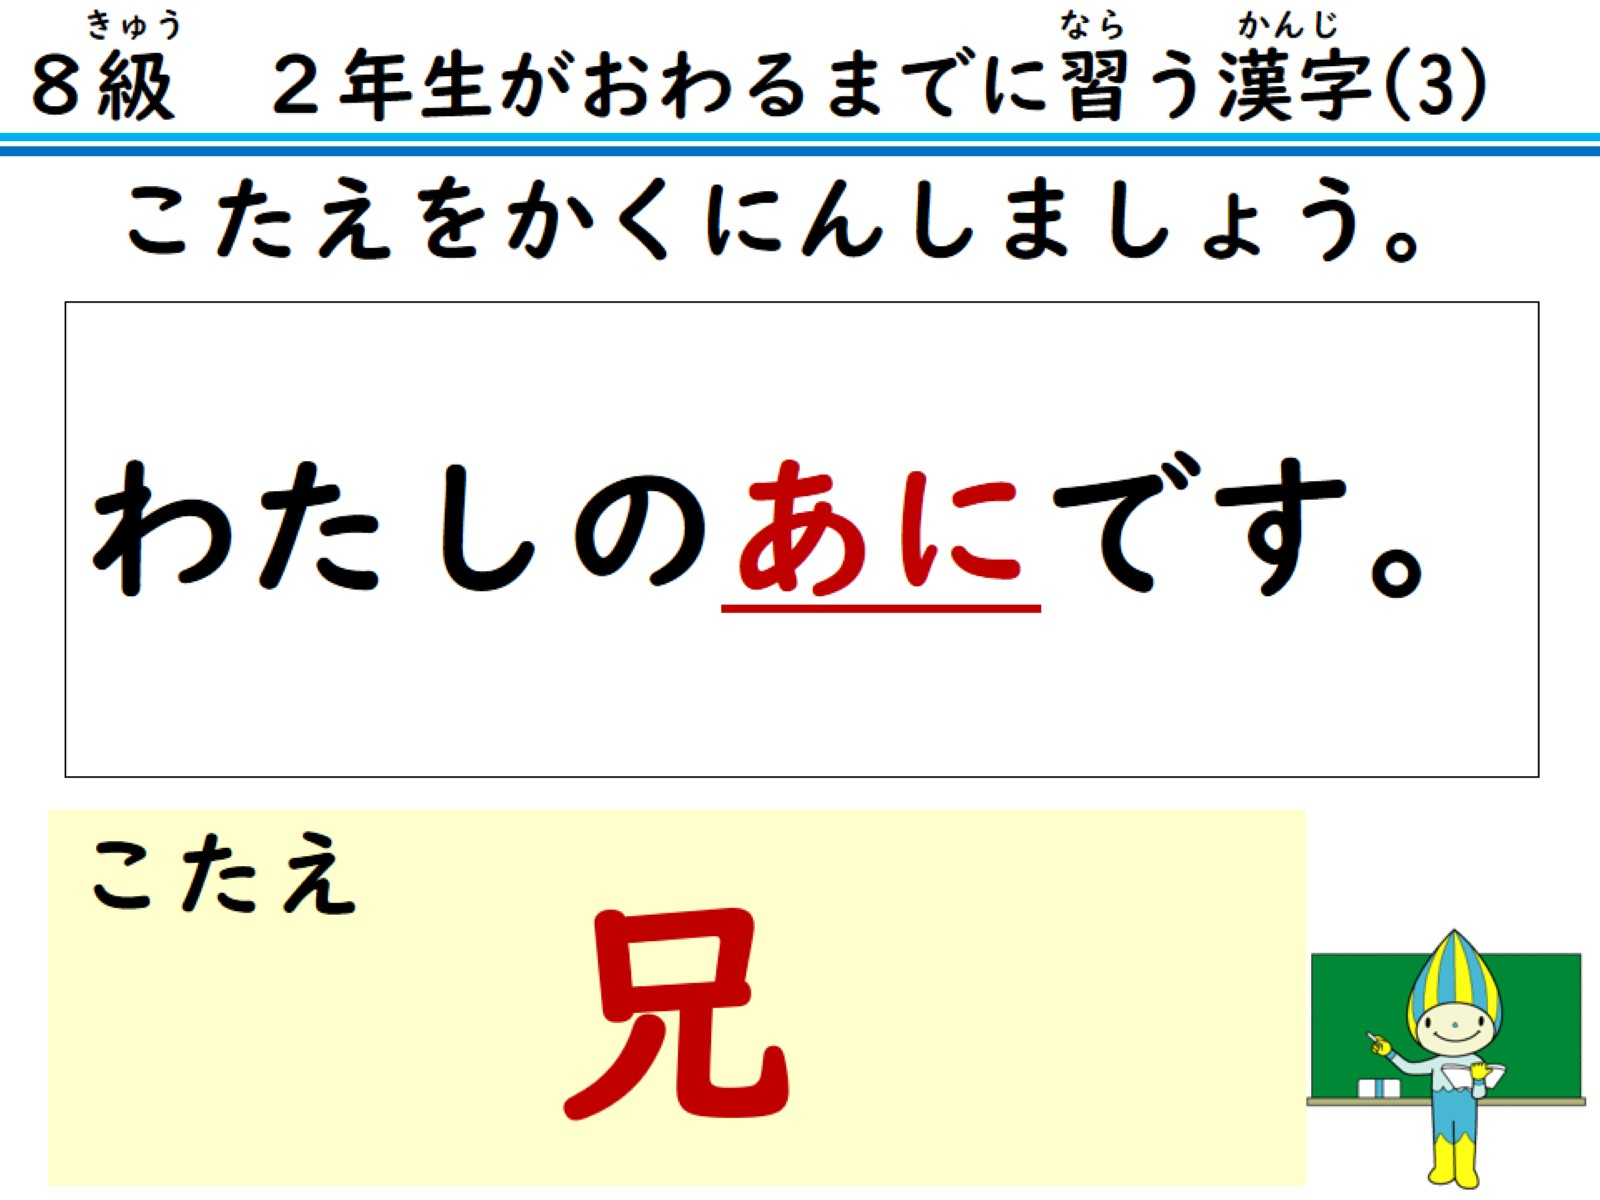 きゅう なら かんじ
８級　２年生がおわるまでに習う漢字(3)
こたえをかくにんしましょう。
わたしのあにです。
こたえ
兄